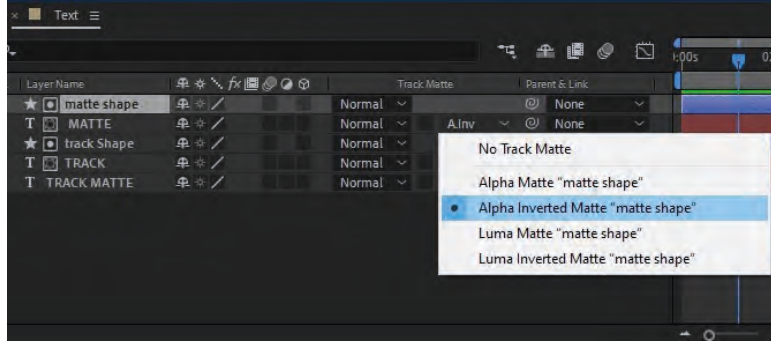 Text
:00s
0
Layer Name
Track Matte
Parent & Link
matte shape
Normal
None
T MATTE
A.Inv
None
track Shape
Normal
T TRACK
Normal
T TRACK MATTE
Normal
No Track Matte
Alpha Matte “matte shape”
Alpha Inverted Matte “matte shape”
Luma Matte “matte shape”
Luma Inverted Matte “matte shape”